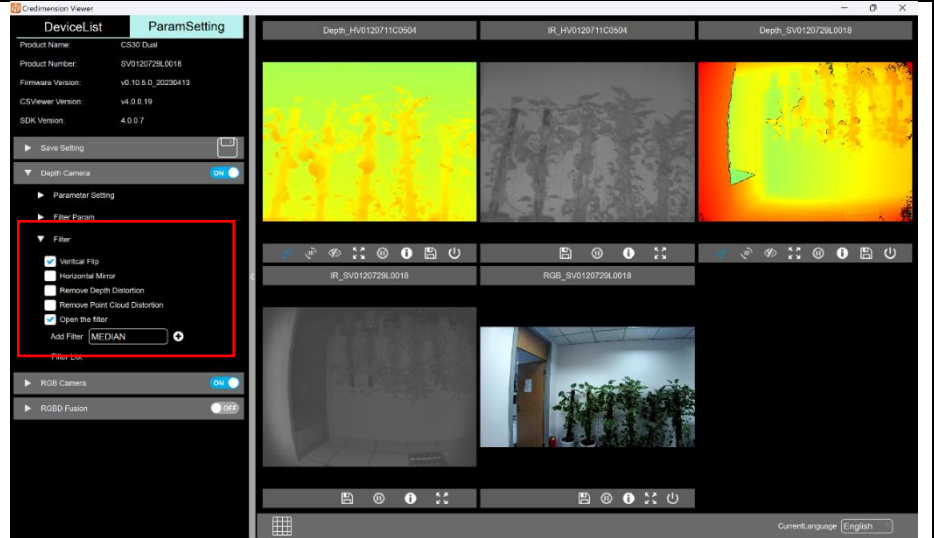 Credimension Viewer
DeviceList ParamSetting
Product Name: CS30 Dual
Product Number: SV0120729L0018
Firmware Version: v0.10.5.0_20230413
CSViewer Version: v4.0.0.19
SDK Version: 4.0.0.7
Save Setting
Depth Camera ON
Parameter Setting
Filter Param
Filter
Veritcal Flip
Horizontal Mirror
Remove Depth Distortion
Remove Point Cloud Distortion
Open the filter
Add Filter MEDIAN
Filter List
RGB Camera ON
RGBD Fusion OFF
Depth_HV0120711C0504 IR_HV0120711C0504 Depth_SV0120729L0018
IR_SV0120729L0018 RGB_SV0120729L0018
CurrentLanguage English